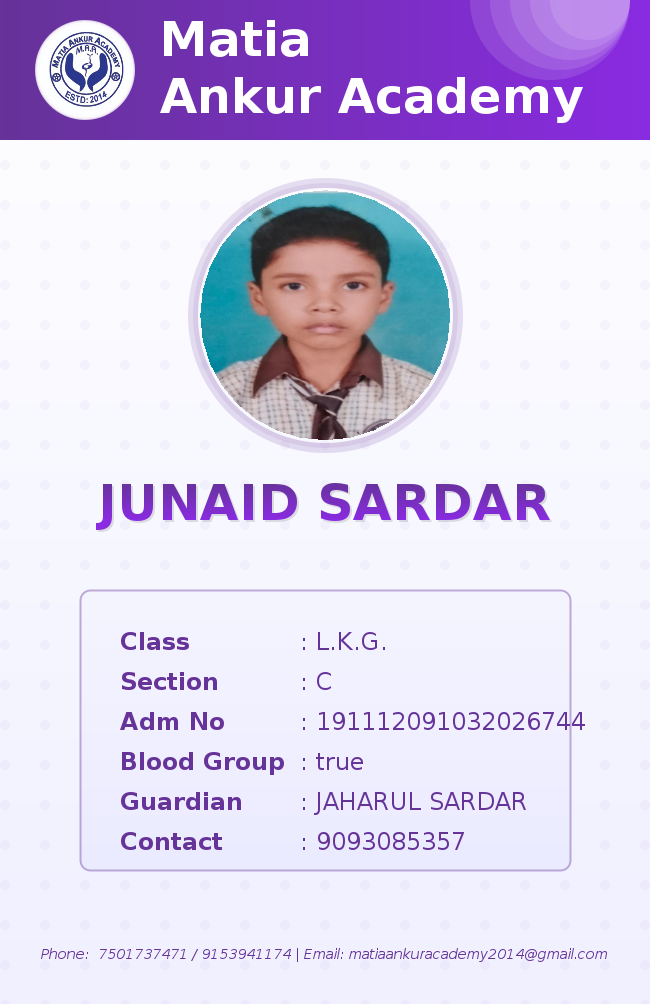 Matia
Ankur Academy
MATIA ANKUR ACADEMY
M.A.A.
ESTD: 2014
JUNAID SARDAR
Class : L.K.G.
Section : C
Adm No : 191112091032026744
Blood Group : true
Guardian : JAHARUL SARDAR
Contact : 9093085357
Phone: 7501737471 / 9153941174 | Email: matiaankuracademy2014@gmail.com